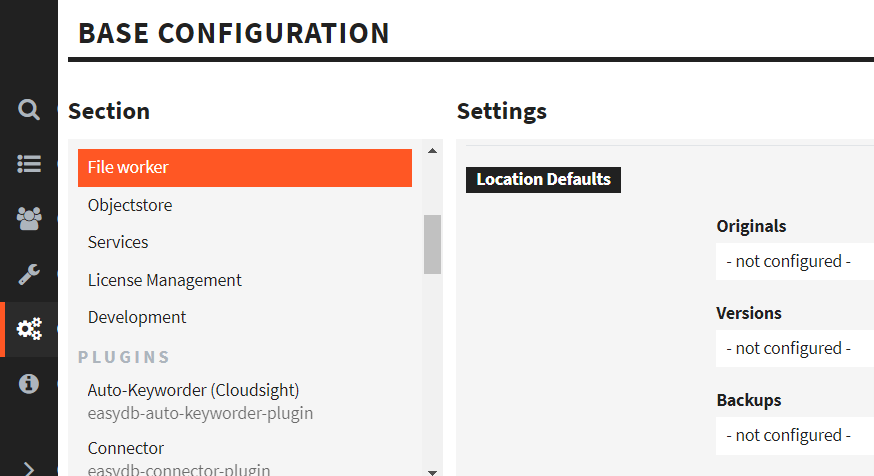 BASE CONFIGURATION
Section
File worker
Objectstore
Services
License Management
Development
PLUGINS
Auto-Keyworder (Cloudsight)
easydb-auto-keyworder-plugin
Connector
easydb-connector-plugin
Settings
Location Defaults
Originals
- not configured -
Versions
- not configured -
Backups
- not configured -